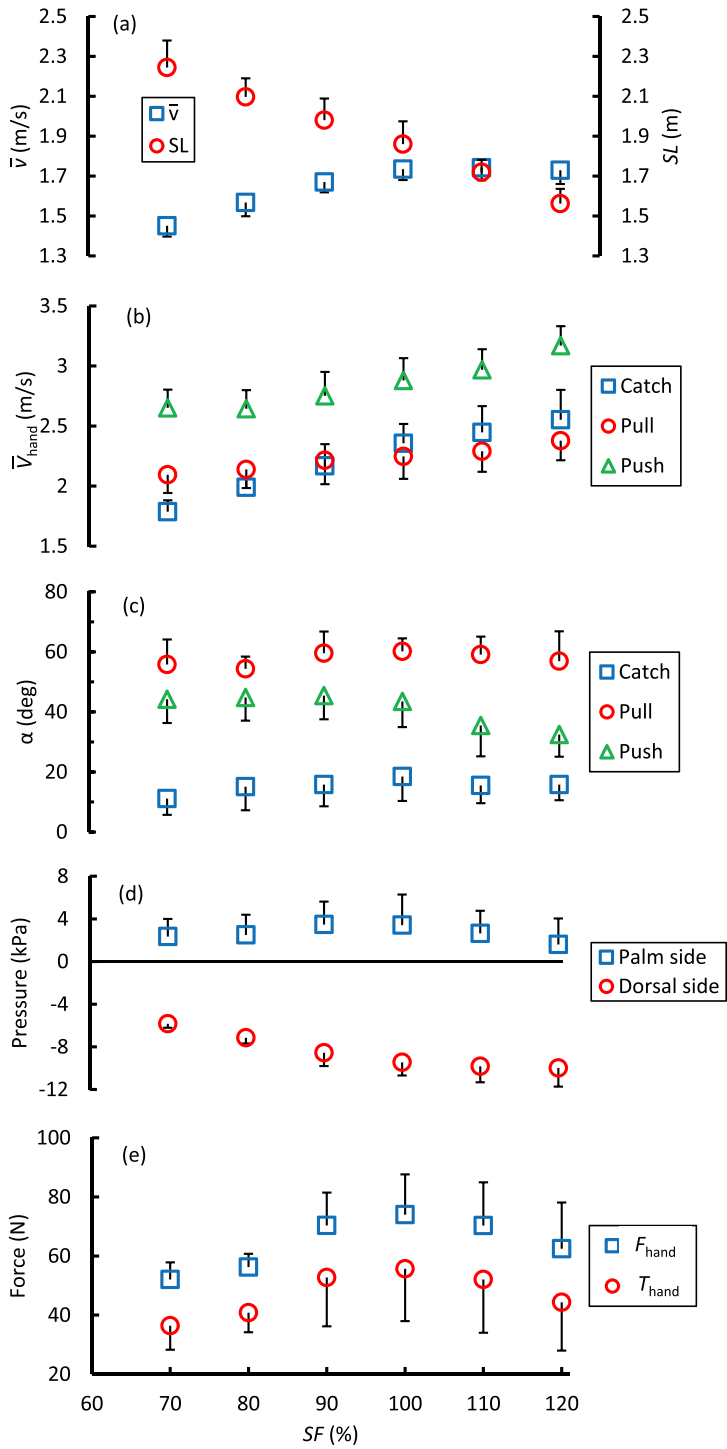 (a)
2.5
2.3
2.1
1.9
1.7
1.5
1.3
v̄ (m/s)
v̄
SL
2.5
2.3
2.1
1.9
1.7
1.5
1.3
SL (m)
(b)
3.5
3
2.5
2
1.5
V̄hand (m/s)
Catch
Pull
Push
(c)
80
60
40
20
0
α (deg)
Catch
Pull
Push
(d)
8
4
0
-4
-8
-12
Pressure (kPa)
Palm side
Dorsal side
(e)
100
80
60
40
20
Force (N)
Fhand
Thand
60 70 80 90 100 110 120
SF (%)